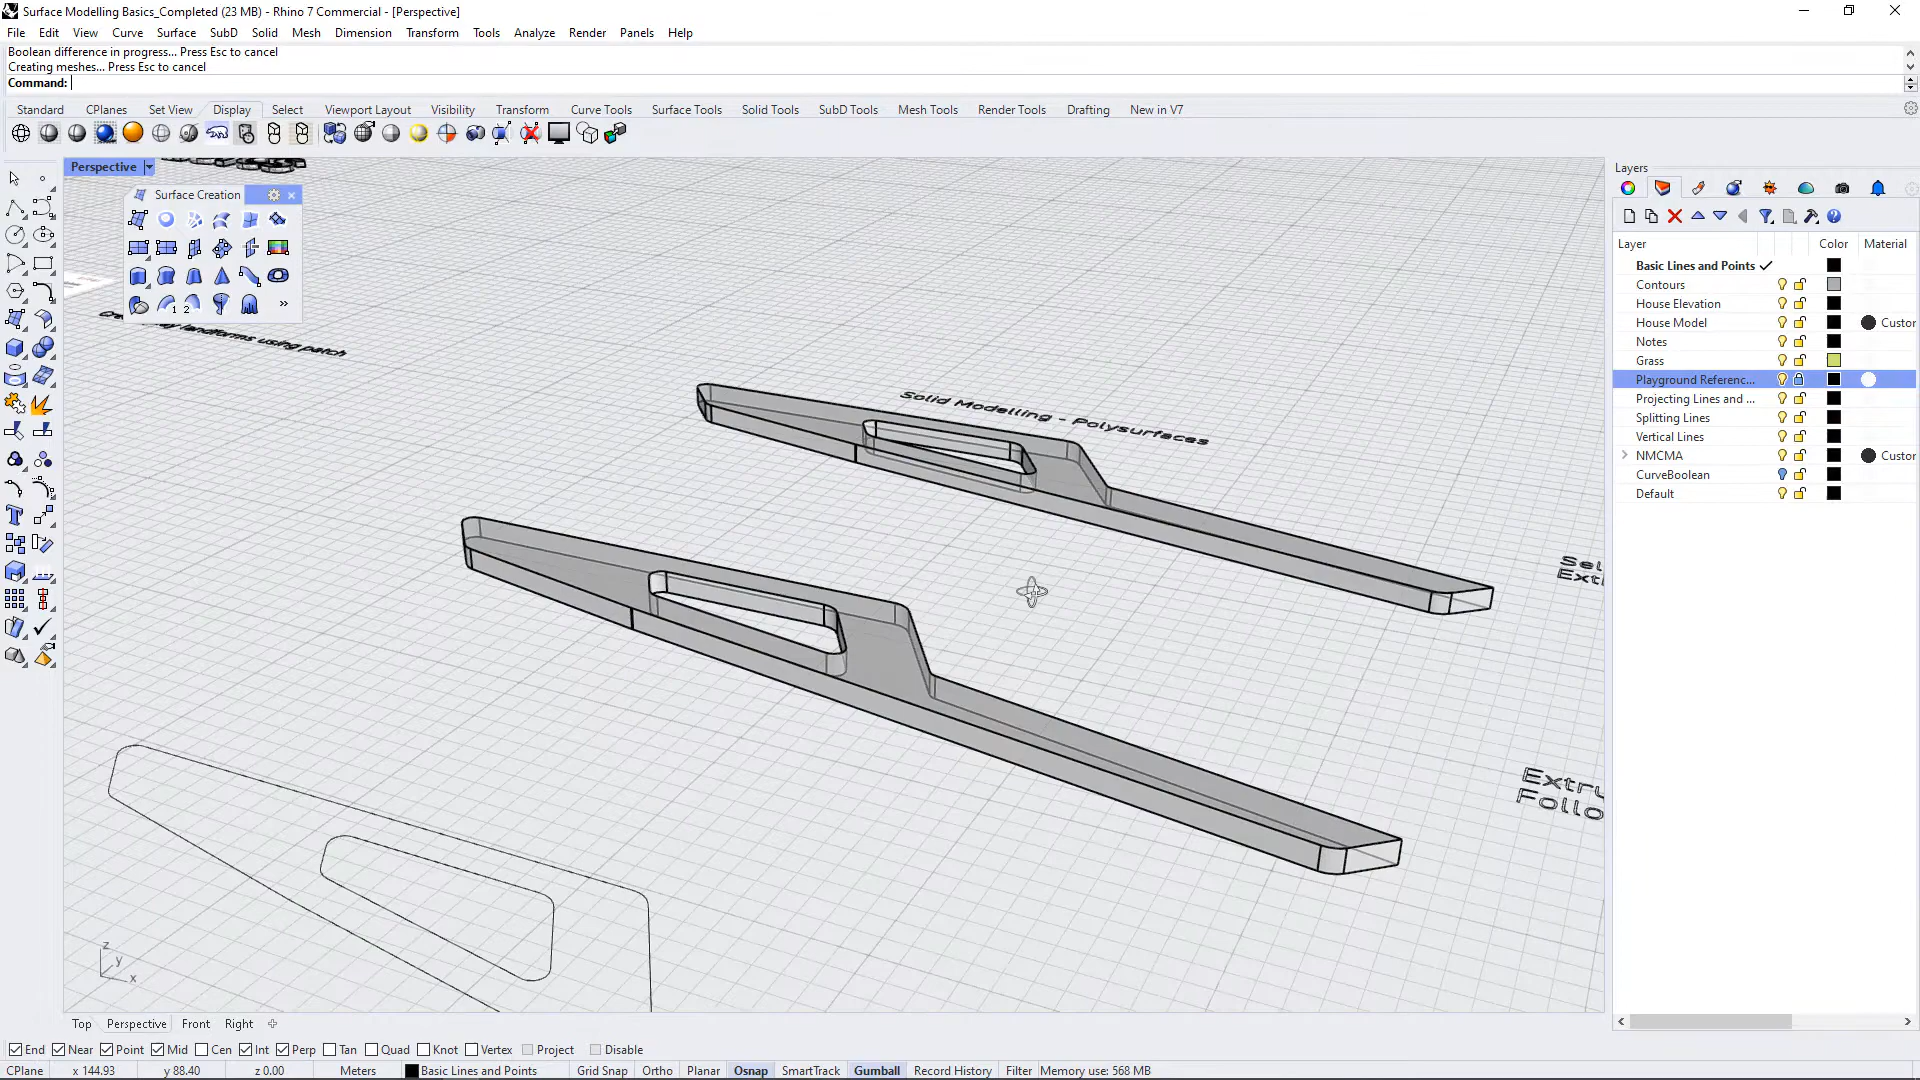 Surface Modelling Basics_Completed (23 MB) - Rhino 7 Commercial - [Perspective]
File Edit View Curve Surface SubD Solid Mesh Dimension Transform Tools Analyze Render Panels Help
Boolean difference in progress... Press Esc to cancel
Creating meshes... Press Esc to cancel
Command:
Standard CPlanes Set View Display Select Viewport Layout Visibility Transform Curve Tools Surface Tools Solid Tools SubD Tools Mesh Tools Render Tools Drafting New in V7
Perspective
Surface Creation
1 2
landforms using patch
Solid Modelling - Polysurfaces
Layers
Layer Color Material
Basic Lines and Points
Contours
House Elevation
House Model Custor
Notes
Grass
Playground Referenc...
Projecting Lines and ...
Splitting Lines
Vertical Lines
NMCMA Custor
CurveBoolean
Default
Follo
z
y
x
Top Perspective Front Right
End Near Point Mid Cen Int Perp Tan Quad Knot Vertex Project Disable
CPlane x 144.93 y 88.40 z 0.00 Meters Basic Lines and Points Grid Snap Ortho Planar Osnap SmartTrack Gumball Record History Filter Memory use: 568 MB